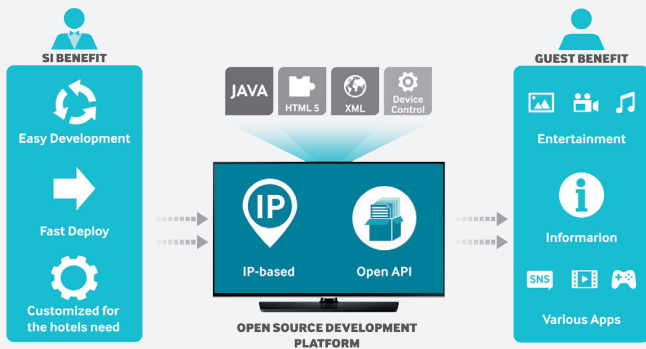 SI BENEFIT
Easy Development
Fast Deploy
Customized for
the hotels need
JAVA
HTML 5
XML
Device
Control
IP
IP-based
Open API
OPEN SOURCE DEVELOPMENT
PLATFORM
GUEST BENEFIT
Entertainment
i
Informarion
SNS
Various Apps